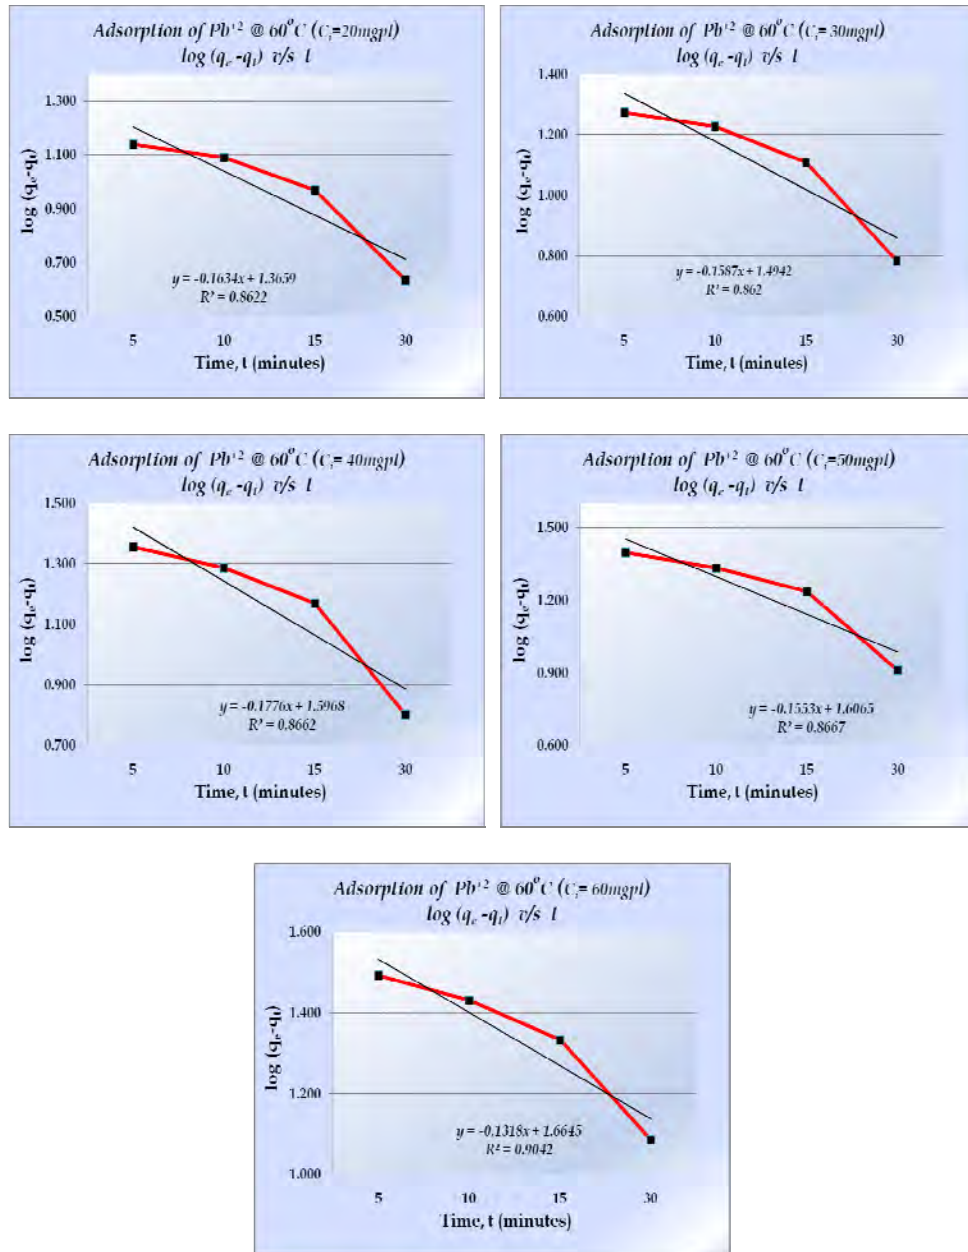 Adsorption of Pb⁺² @ 60°C (Cᵢ=20mgpl)
log (qₑ -qₜ) v/s t
1.300
1.100
0.900
0.700
0.500
log (qₑ-qₜ)
y = -0.1634x + 1.3659
R² = 0.8622
5 10 15 30
Time, t (minutes)
Adsorption of Pb⁺² @ 60°C (Cᵢ=30mgpl)
log (qₑ -qₜ) v/s t
1.400
1.200
1.000
0.800
0.600
log (qₑ-qₜ)
y = -0.1587x + 1.4942
R² = 0.862
5 10 15 30
Time, t (minutes)
Adsorption of Pb⁺² @ 60°C (Cᵢ= 40mgpl)
log (qₑ -qₜ) v/s t
1.500
1.300
1.100
0.900
0.700
log (qₑ-qₜ)
y = -0.1776x + 1.5968
R² = 0.8662
5 10 15 30
Time, t (minutes)
Adsorption of Pb⁺² @ 60°C (Cᵢ=50mgpl)
log (qₑ -qₜ) v/s t
1.500
1.200
0.900
0.600
log (qₑ-qₜ)
y = -0.1553x + 1.6065
R² = 0.8667
5 10 15 30
Time, t (minutes)
Adsorption of Pb⁺² @ 60°C (Cᵢ= 60mgpl)
log (qₑ -qₜ) v/s t
1.600
1.400
1.200
1.000
log (qₑ-qₜ)
y = -0.1318x + 1.6645
R² = 0.9042
5 10 15 30
Time, t (minutes)